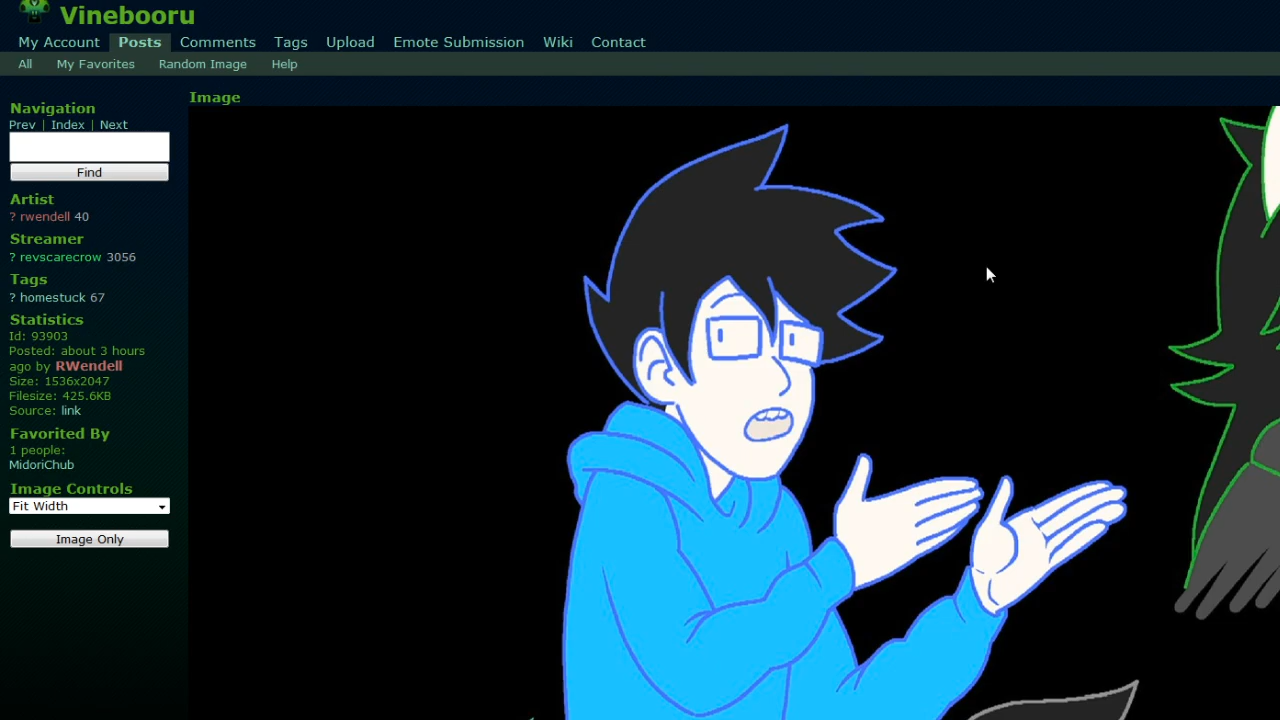 Vinebooru
My Account Posts Comments Tags Upload Emote Submission Wiki Contact
All My Favorites Random Image Help
Navigation
Prev | Index | Next
Find
Artist
? rwendell 40
Streamer
? revscarecrow 3056
Tags
? homestuck 67
Statistics
Id: 93903
Posted: about 3 hours
ago by RWendell
Size: 1536x2047
Filesize: 425.6KB
Source: link
Favorited By
1 people:
MidoriChub
Image Controls
Fit Width
Image Only
Image